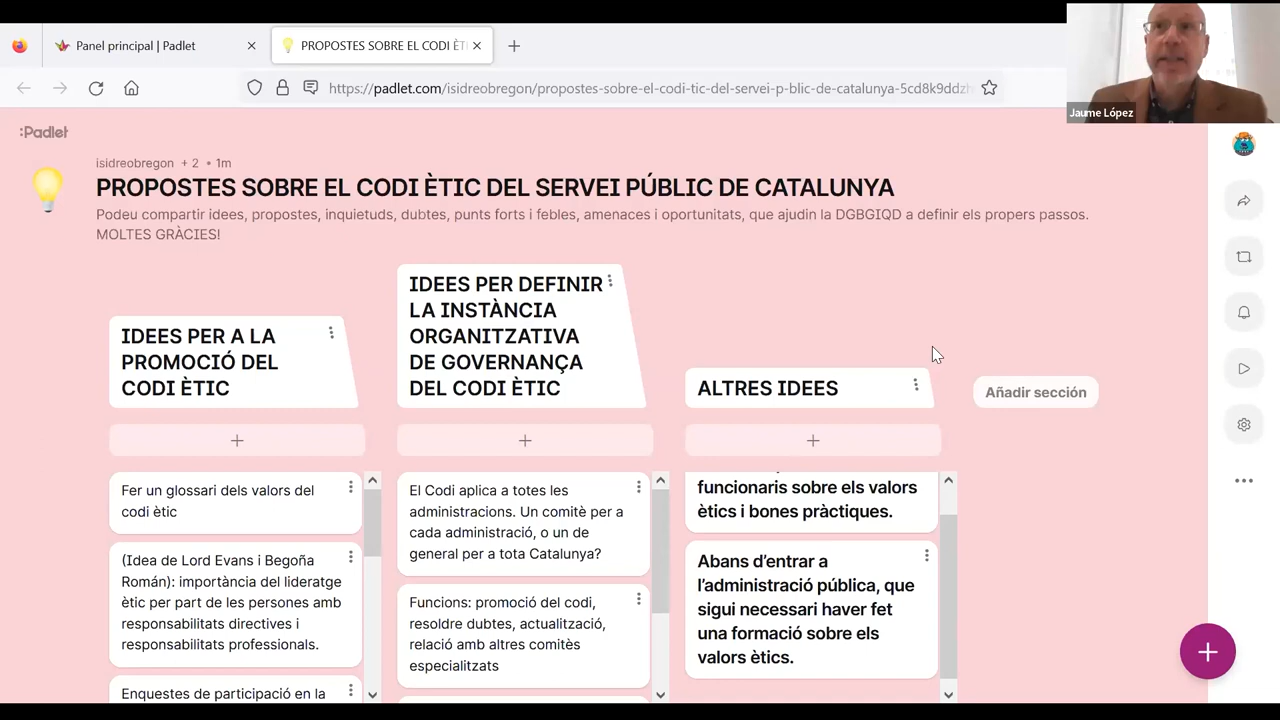 Panel principal | Padlet
PROPOSTES SOBRE EL CODI ÈTI
https://padlet.com/isidreobregon/propostes-sobre-el-codi-tic-del-servei-p-blic-de-catalunya-5cd8k9ddzh
Jaume López
:Padlet
isidreobregon + 2 • 1m
PROPOSTES SOBRE EL CODI ÈTIC DEL SERVEI PÚBLIC DE CATALUNYA
Podeu compartir idees, propostes, inquietuds, dubtes, punts forts i febles, amenaces i oportunitats, que ajudin la DGBGIQD a definir els propers passos.
MOLTES GRÀCIES!
IDEES PER A LA
PROMOCIÓ DEL
CODI ÈTIC
Fer un glossari dels valors del
codi ètic
(Idea de Lord Evans i Begoña
Román): importància del lideratge
ètic per part de les persones amb
responsabilitats directives i
responsabilitats professionals.
Enquestes de participació en la
IDEES PER DEFINIR
LA INSTÀNCIA
ORGANITZATIVA
DE GOVERNANÇA
DEL CODI ÈTIC
El Codi aplica a totes les
administracions. Un comitè per a
cada administració, o un de
general per a tota Catalunya?
Funcions: promoció del codi,
resoldre dubtes, actualització,
relació amb altres comitès
especialitzats
ALTRES IDEES
funcionaris sobre els valors
ètics i bones pràctiques.
Abans d’entrar a
l’administració pública, que
sigui necessari haver fet
una formació sobre els
valors ètics.
Añadir sección